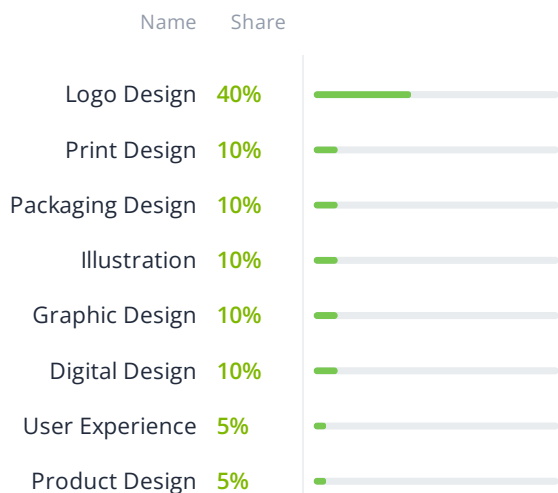 Name Share
Logo Design 40%
Print Design 10%
Packaging Design 10%
Illustration 10%
Graphic Design 10%
Digital Design 10%
User Experience 5%
Product Design 5%